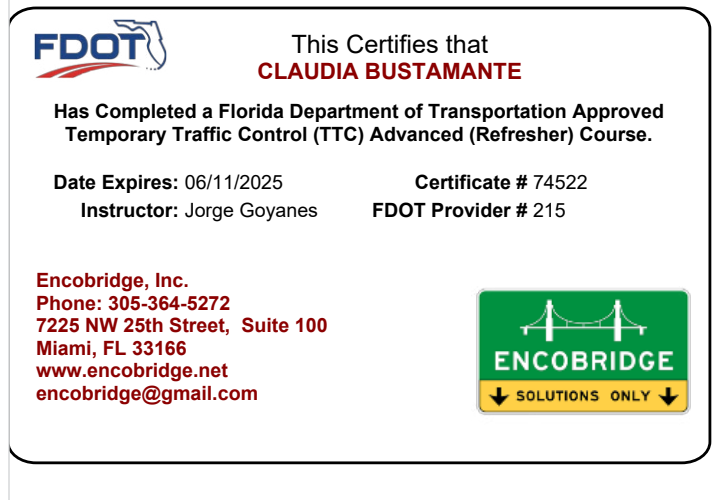 FDOT
This Certifies that
CLAUDIA BUSTAMANTE
Has Completed a Florida Department of Transportation Approved
Temporary Traffic Control (TTC) Advanced (Refresher) Course.
Date Expires: 06/11/2025 Certificate # 74522
Instructor: Jorge Goyanes FDOT Provider # 215
Encobridge, Inc.
Phone: 305-364-5272
7225 NW 25th Street, Suite 100
Miami, FL 33166
www.encobridge.net
encobridge@gmail.com
ENCOBRIDGE
SOLUTIONS ONLY